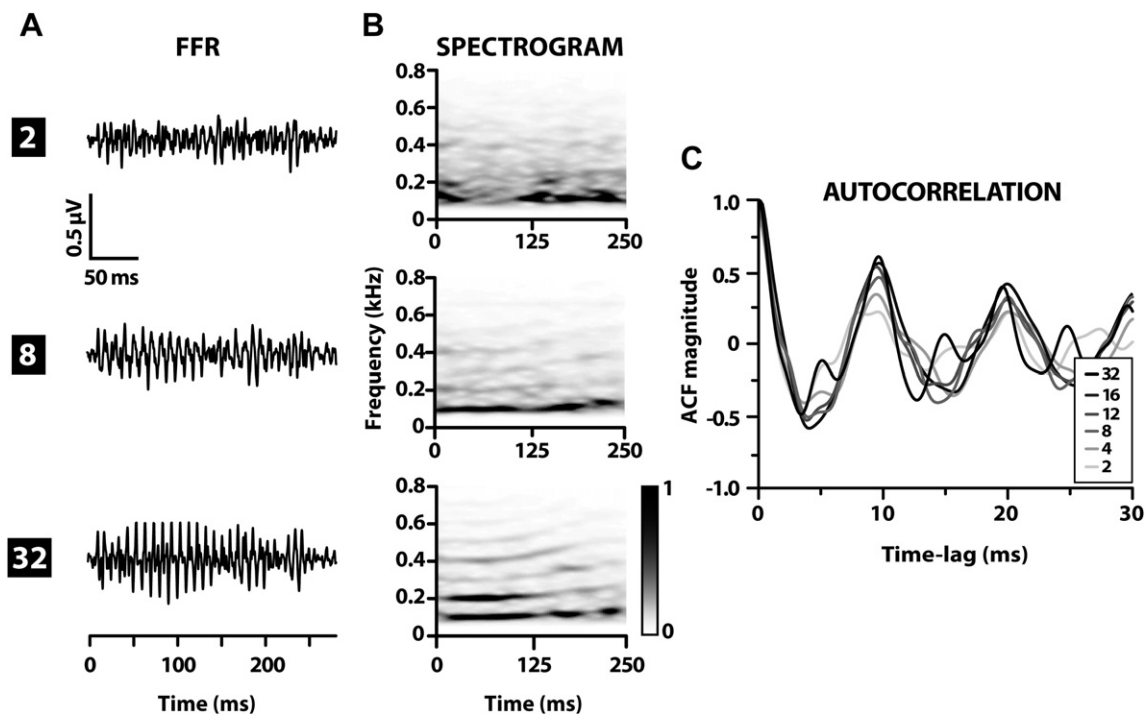 A
FFR
2
0.5 µV
50 ms
8
32
0 100 200
Time (ms)
B
SPECTROGRAM
Frequency (kHz)
0.8
0.6
0.4
0.2
0
0 125 250
0.8
0.6
0.4
0.2
0
0 125 250
0.8
0.6
0.4
0.2
0
0 125 250
1
0
Time (ms)
C
AUTOCORRELATION
ACF magnitude
1.0
0.5
0
-0.5
-1.0
0 10 20 30
Time-lag (ms)
32
16
12
8
4
2